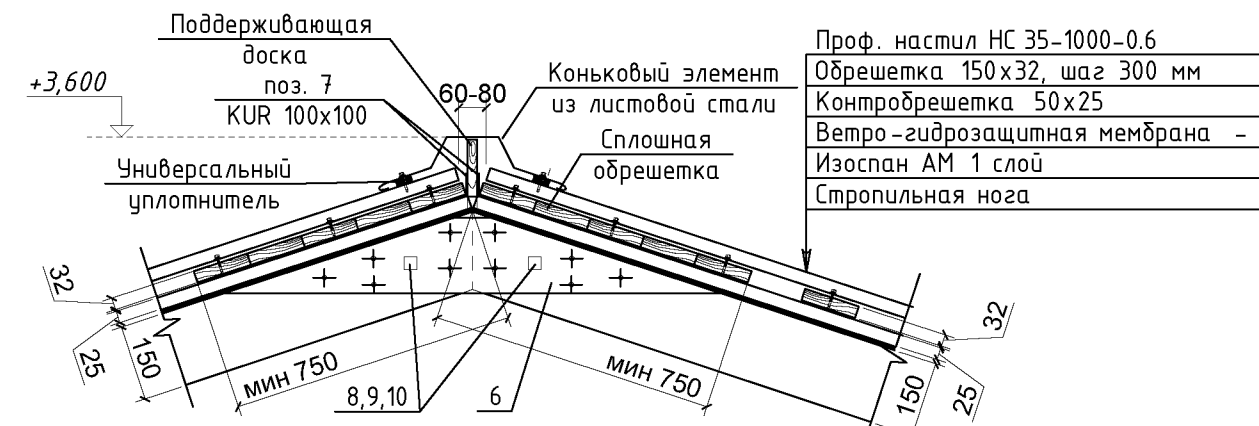 Поддерживающая
доска
поз. 7
KUR 100x100
+3,600
60-80
Коньковый элемент
из листовой стали
Проф. настил НС 35-1000-0.6
Обрешетка 150х32, шаг 300 мм
Контробрешетка 50х25
Ветро-гидрозащитная мембрана -
Изоспан АМ 1 слой
Стропильная нога
Универсальный
уплотнитель
Сплошная
обрешетка
32
25
150
мин 750
8,9,10
6
мин 750
150
25
32